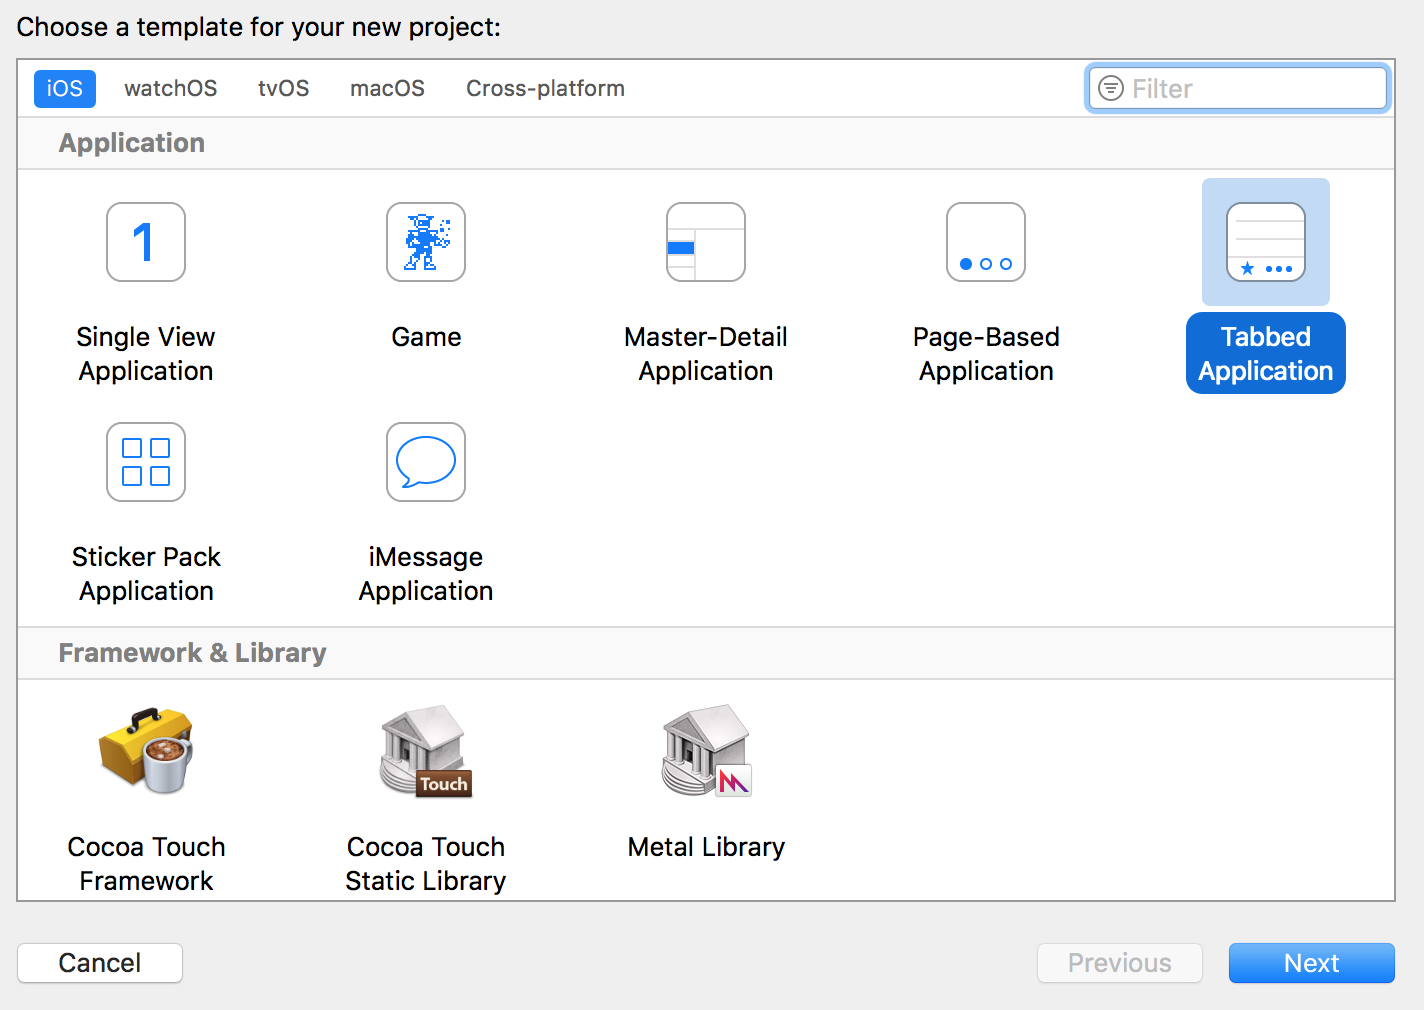 Choose a template for your new project:
iOS watchOS tvOS macOS Cross-platform Filter
Application
1
Single View
Application
Game
Master-Detail
Application
Page-Based
Application
Tabbed
Application
Sticker Pack
Application
iMessage
Application
Framework & Library
Cocoa Touch
Framework
Touch
Cocoa Touch
Static Library
Metal Library
Cancel
Previous
Next